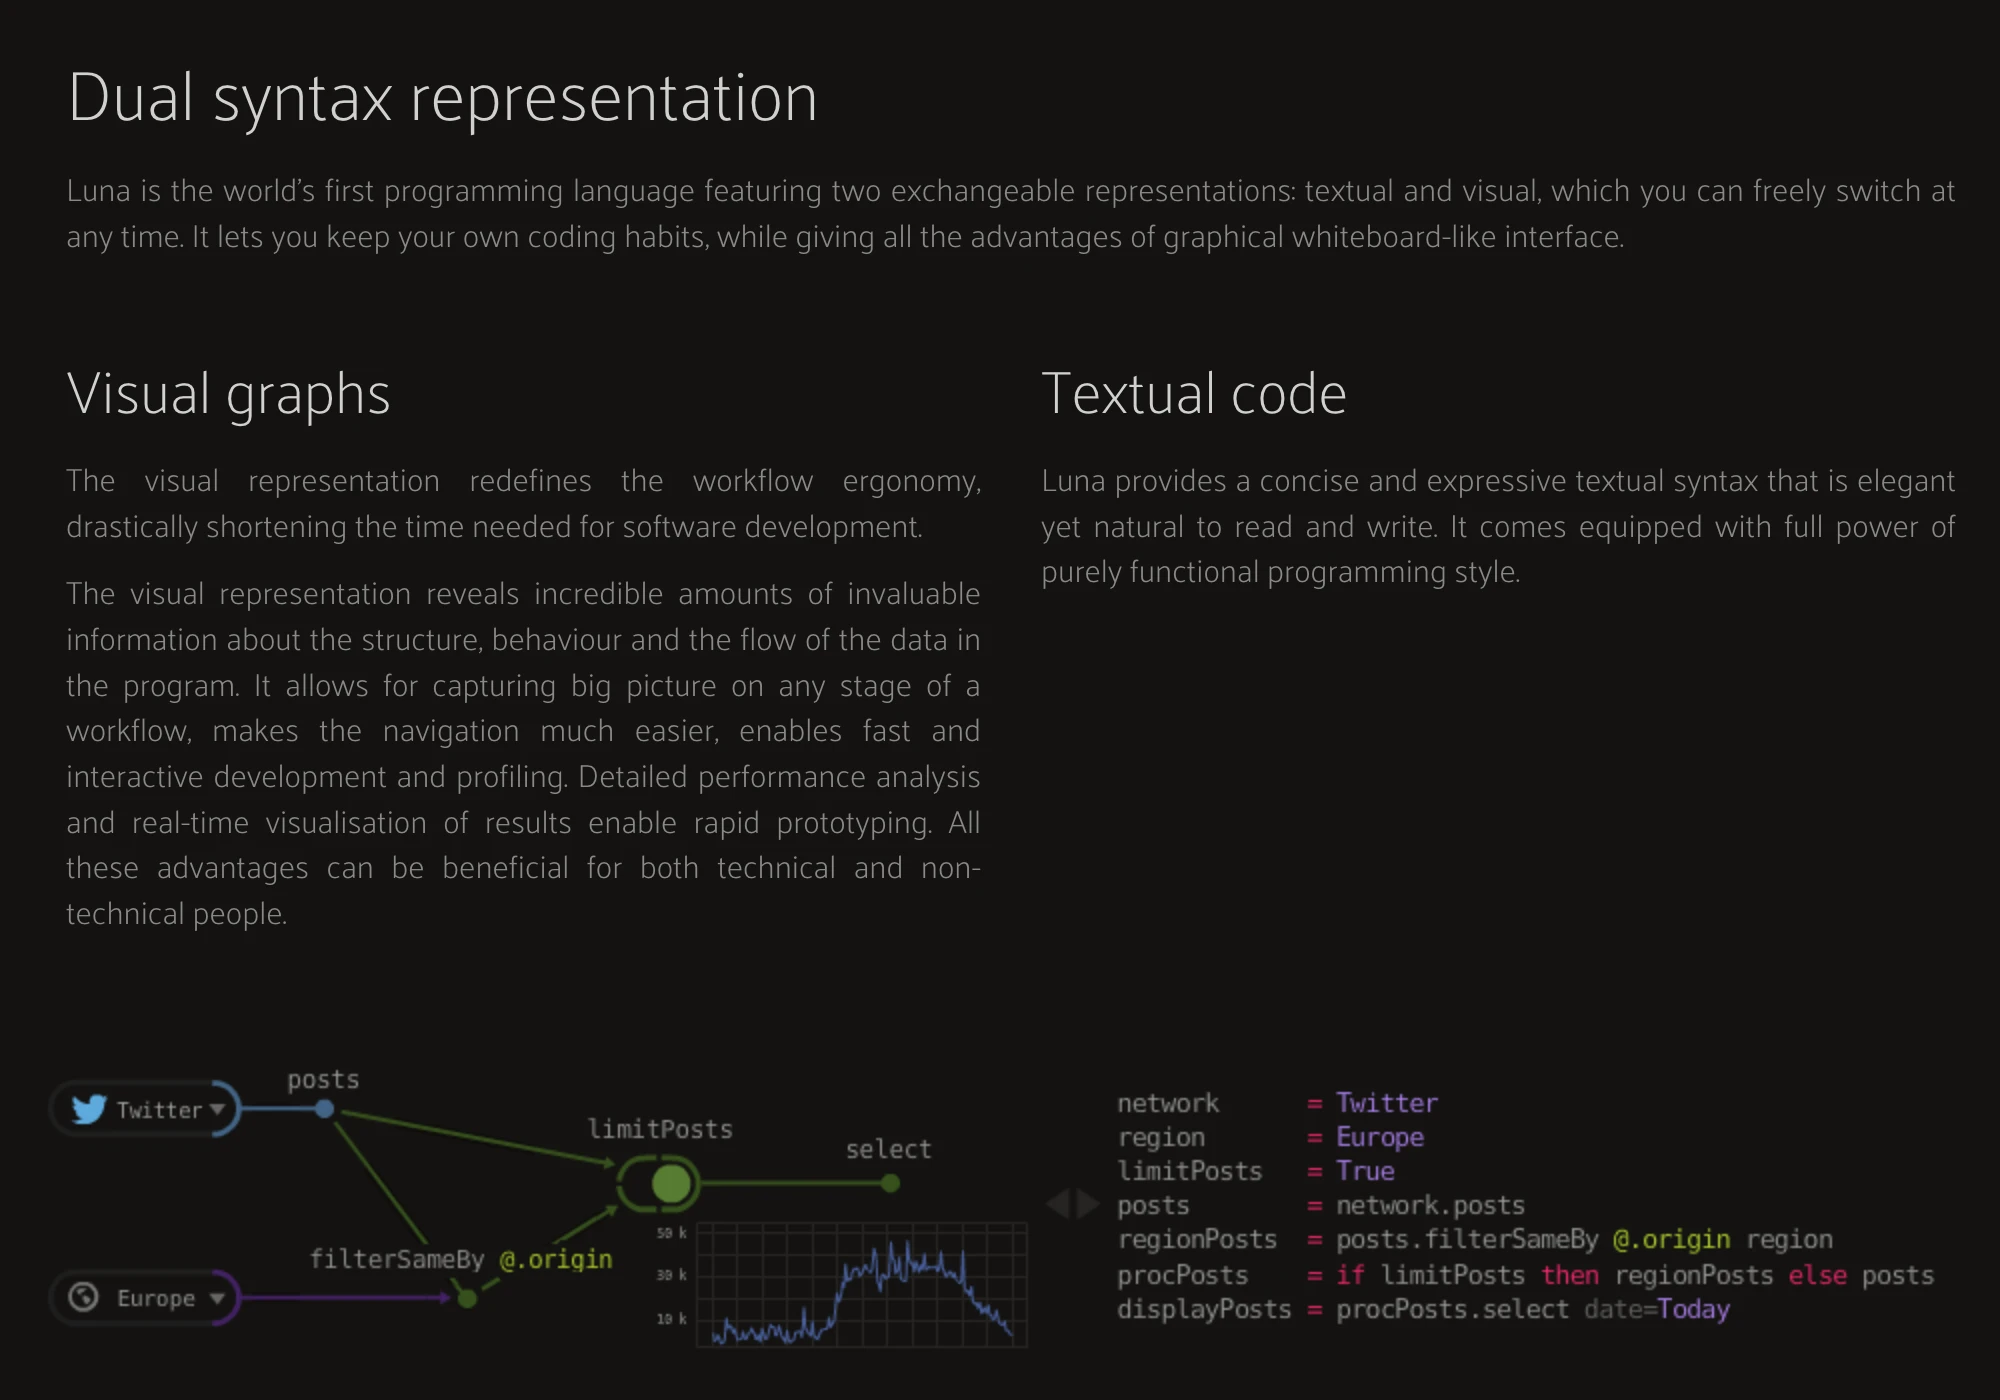 Dual syntax representation
Luna is the world's first programming language featuring two exchangeable representations: textual and visual, which you can freely switch at
any time. It lets you keep your own coding habits, while giving all the advantages of graphical whiteboard-like interface.
Visual graphs
The visual representation redefines the workflow ergonomy,
drastically shortening the time needed for software development.
The visual representation reveals incredible amounts of invaluable
information about the structure, behaviour and the flow of the data in
the program. It allows for capturing big picture on any stage of a
workflow, makes the navigation much easier, enables fast and
interactive development and profiling. Detailed performance analysis
and real-time visualisation of results enable rapid prototyping. All
these advantages can be beneficial for both technical and non-
technical people.
Textual code
Luna provides a concise and expressive textual syntax that is elegant
yet natural to read and write. It comes equipped with full power of
purely functional programming style.
posts
Twitter
limitPosts
select
filterSameBy @.origin
Europe
50 k
30 k
10 k
network = Twitter
region = Europe
limitPosts = True
posts = network.posts
regionPosts = posts.filterSameBy @.origin region
procPosts = if limitPosts then regionPosts else posts
displayPosts = procPosts.select date=Today